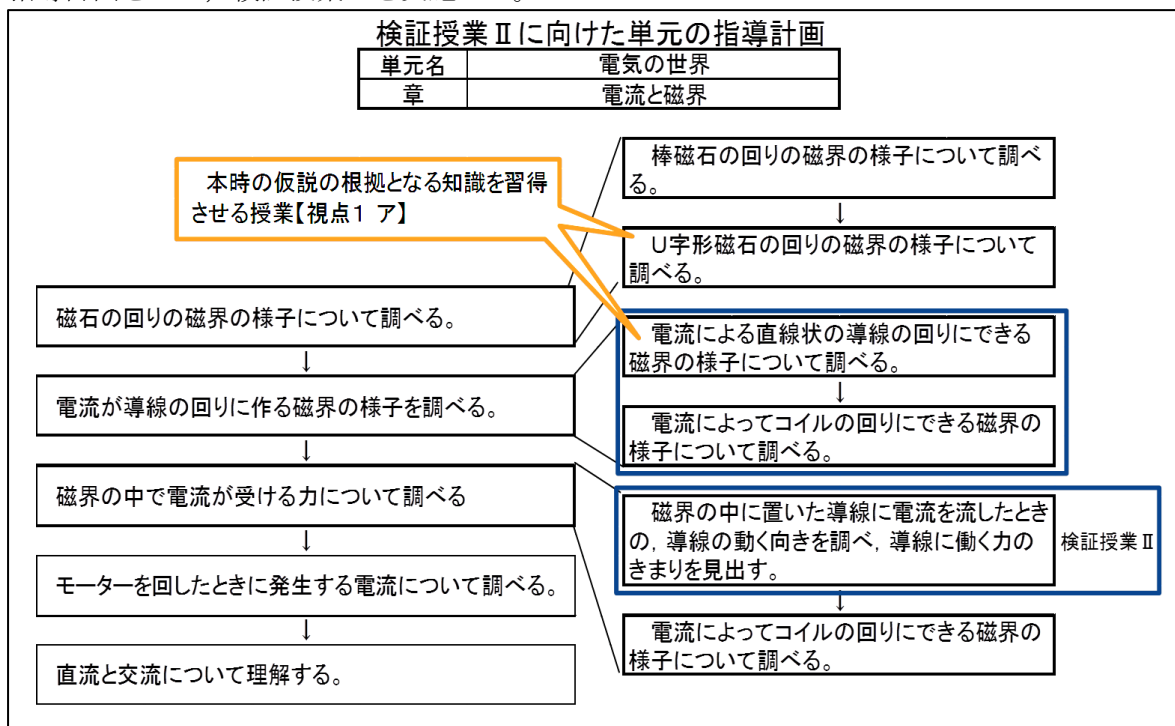 検証授業Ⅱに向けた単元の指導計画
単元名 電気の世界
章 電流と磁界
本時の仮説の根拠となる知識を習得
させる授業【視点1 ア】
磁石の回りの磁界の様子について調べる。
↓
電流が導線の回りに作る磁界の様子を調べる。
↓
磁界の中で電流が受ける力について調べる
↓
モーターを回したときに発生する電流について調べる。
↓
直流と交流について理解する。
棒磁石の回りの磁界の様子について調べ
る。
↓
U字形磁石の回りの磁界の様子について
調べる。
電流による直線状の導線の回りにできる
磁界の様子について調べる。
↓
電流によってコイルの回りにできる磁界の
様子について調べる。
磁界の中に置いた導線に電流を流したとき
の,導線の動く向きを調べ,導線に働く力の
きまりを見出す。
検証授業Ⅱ
↓
電流によってコイルの回りにできる磁界の
様子について調べる。